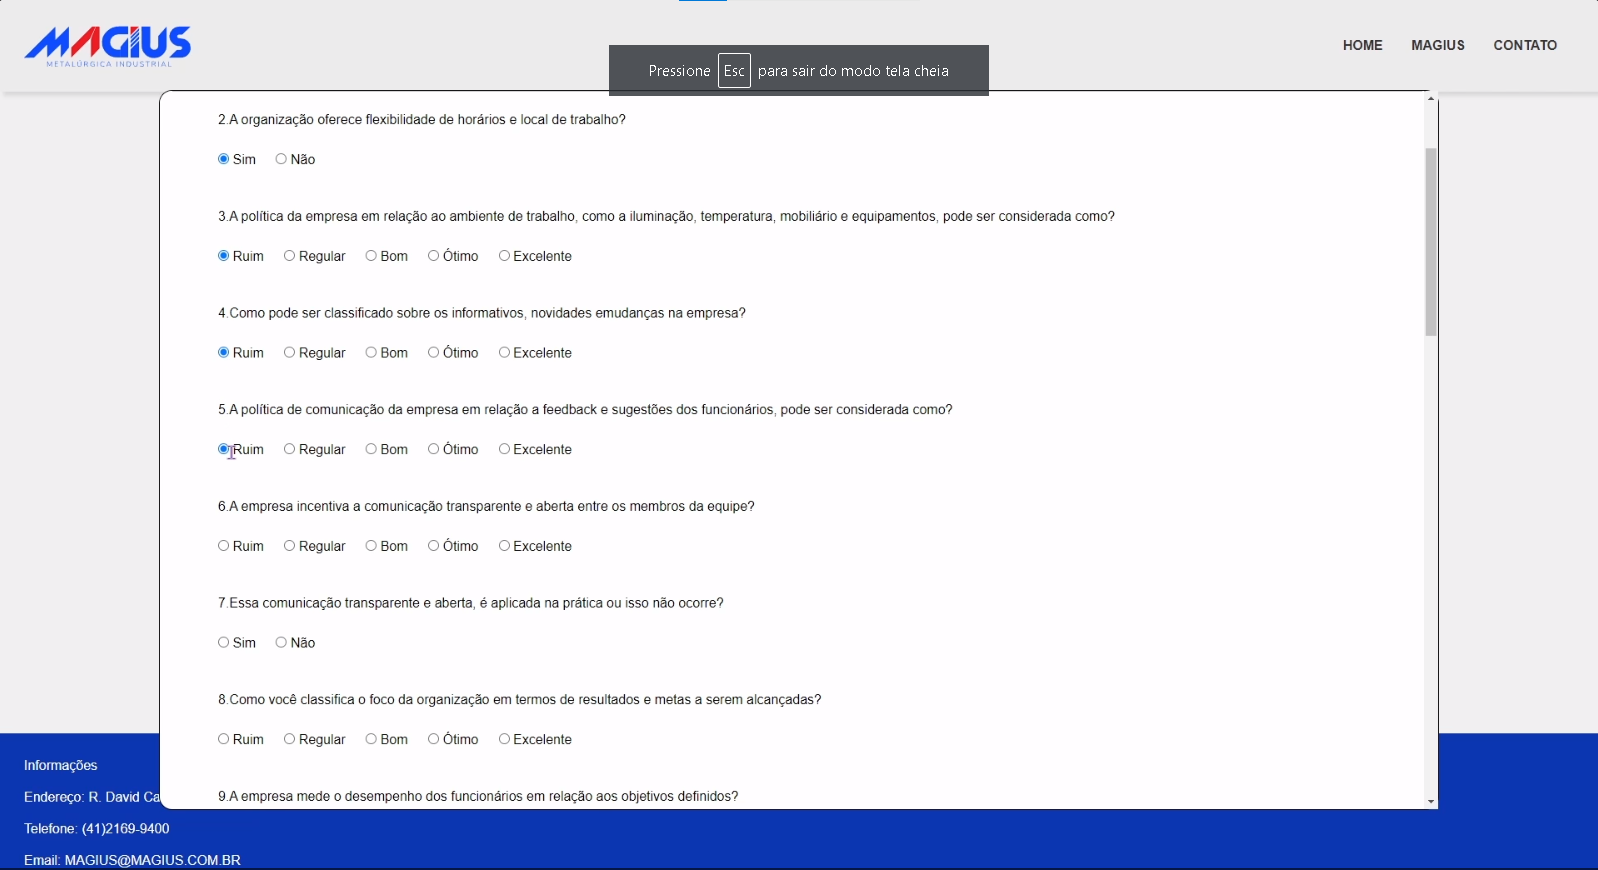 MAGIUS
METALÚRGICA INDUSTRIAL
HOME MAGIUS CONTATO
Pressione Esc para sair do modo tela cheia
2.A organização oferece flexibilidade de horários e local de trabalho?
Sim Não
3.A política da empresa em relação ao ambiente de trabalho, como a iluminação, temperatura, mobiliário e equipamentos, pode ser considerada como?
Ruim Regular Bom Ótimo Excelente
4.Como pode ser classificado sobre os informativos, novidades emudanças na empresa?
Ruim Regular Bom Ótimo Excelente
5.A política de comunicação da empresa em relação a feedback e sugestões dos funcionários, pode ser considerada como?
Ruim Regular Bom Ótimo Excelente
6.A empresa incentiva a comunicação transparente e aberta entre os membros da equipe?
Ruim Regular Bom Ótimo Excelente
7.Essa comunicação transparente e aberta, é aplicada na prática ou isso não ocorre?
Sim Não
8.Como você classifica o foco da organização em termos de resultados e metas a serem alcançadas?
Ruim Regular Bom Ótimo Excelente
9.A empresa mede o desempenho dos funcionários em relação aos objetivos definidos?
Informações
Endereço: R. David Ca
Telefone: (41)2169-9400
Email: MAGIUS@MAGIUS.COM.BR